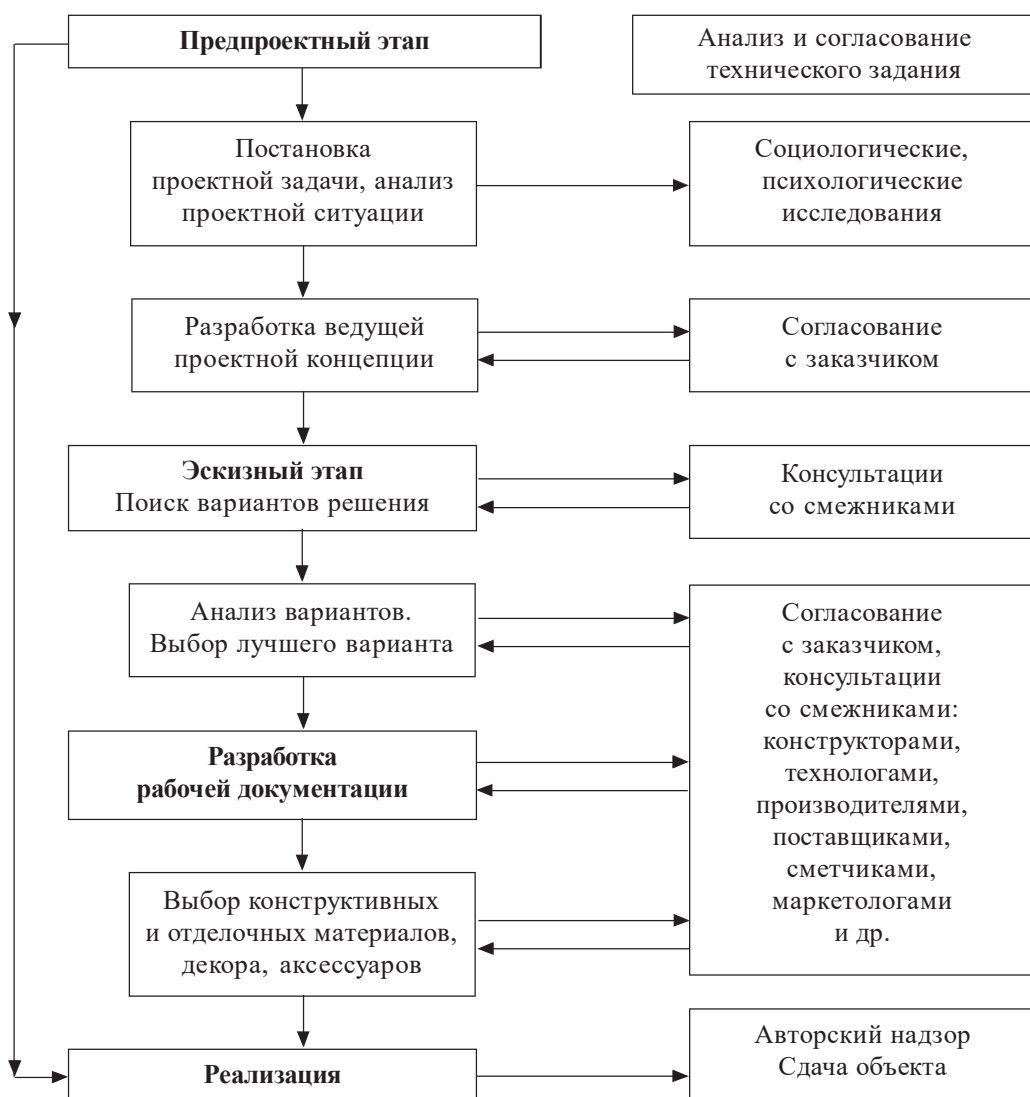 Предпроектный этап
Анализ и согласование
технического задания
Постановка
проектной задачи, анализ
проектной ситуации
Социологические,
психологические
исследования
Разработка ведущей
проектной концепции
Согласование
с заказчиком
Эскизный этап
Поиск вариантов решения
Консультации
со смежниками
Анализ вариантов.
Выбор лучшего варианта
Согласование
с заказчиком,
консультации
со смежниками:
конструкторами,
технологами,
производителями,
поставщиками,
сметчиками,
маркетологами
и др.
Разработка
рабочей документации
Выбор конструктивных
и отделочных материалов,
декора, аксессуаров
Реализация
Авторский надзор
Сдача объекта